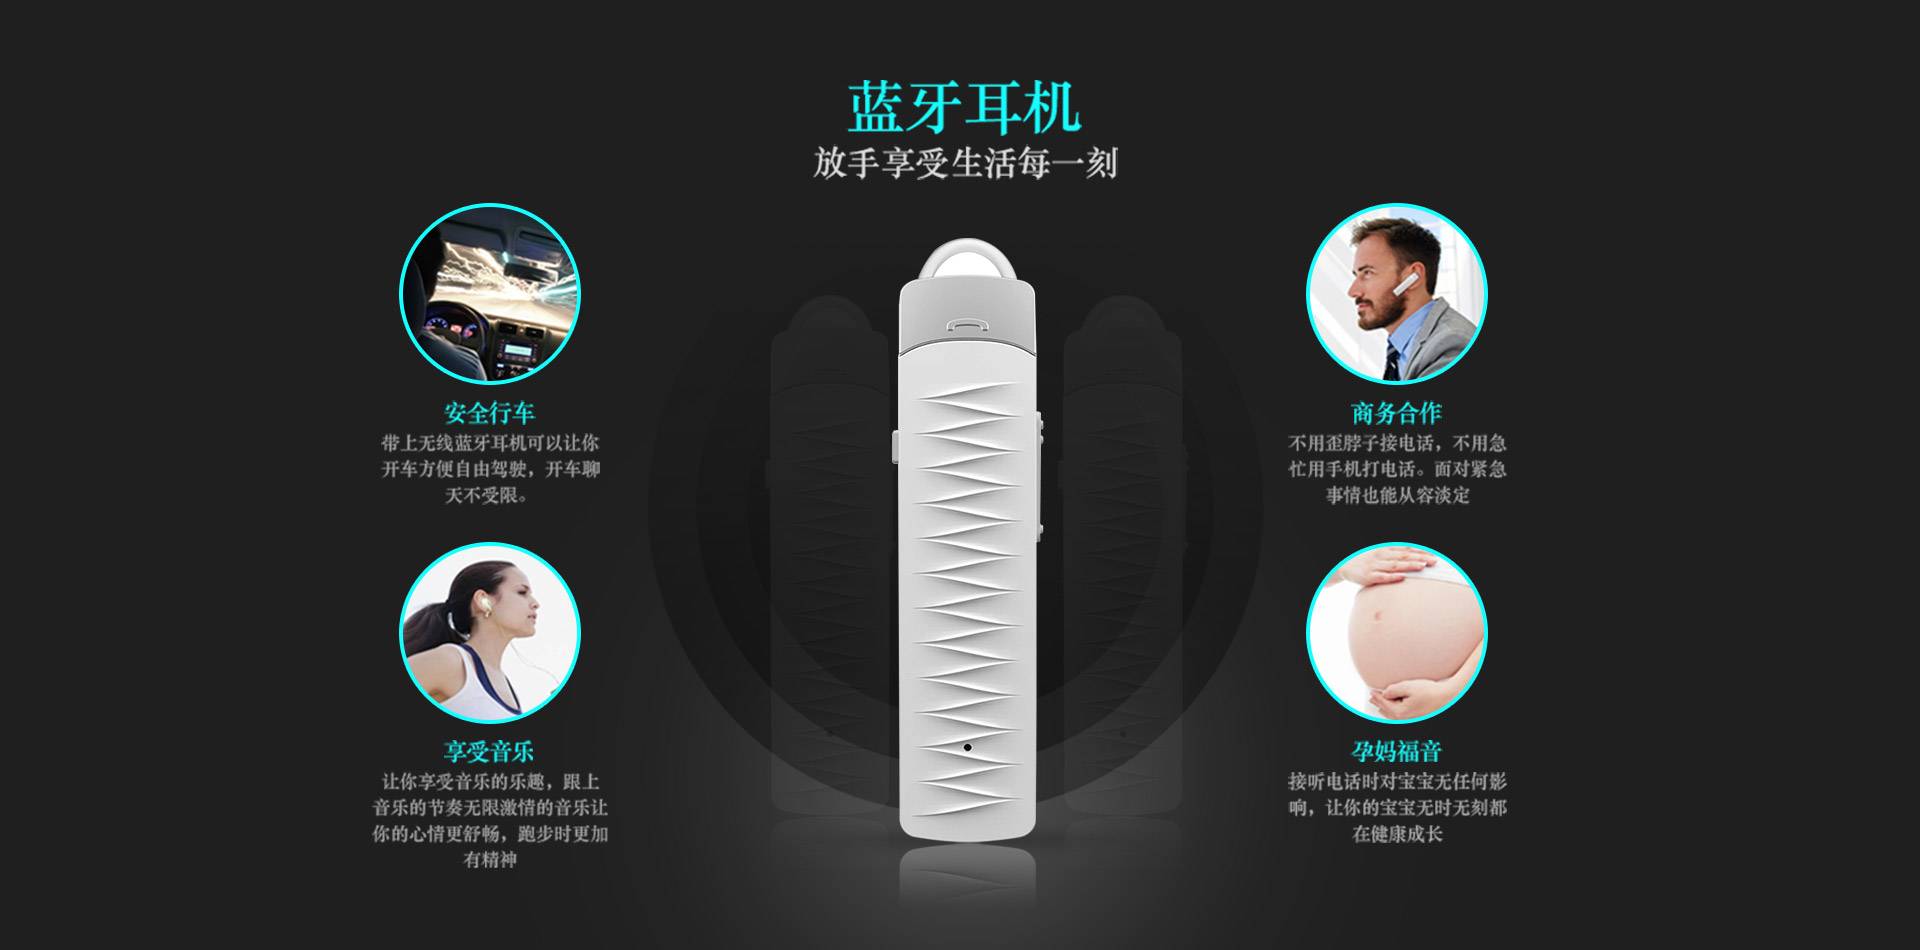 蓝牙耳机
放手享受生活每一刻
安全行车
带上无线蓝牙耳机可以让你
开车方便自由驾驶，开车聊
天不受限。
享受音乐
让你享受音乐的乐趣，跟上
音乐的节奏无限激情的音乐让
你的心情更舒畅，跑步时更加
有精神
商务合作
不用歪脖子接电话，不用急
忙用手机打电话。面对紧急
事情也能从容淡定
孕妈福音
接听电话时对宝宝无任何影
响，让你的宝宝无时无刻都
在健康成长